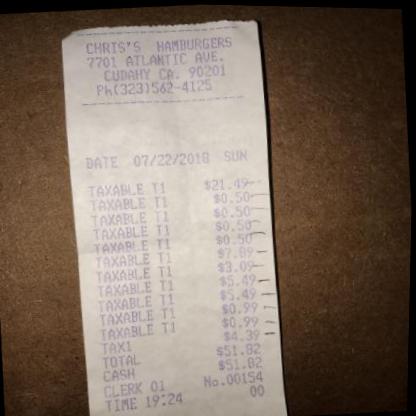 CHRIS'S HAMBURGERS
7701 ATLANTIC AVE.
CUDAHY CA. 90201
Ph(323)562-4125
DATE 07/22/2018 SUN
TAXABLE T1 $21.49
TAXABLE T1 $0.50
TAXABLE T1 $0.50
TAXABLE T1 $0.50
TAXABLE T1 $0.50
TAXABLE T1 $7.89
TAXABLE T1 $3.09
TAXABLE T1 $5.49
TAXABLE T1 $5.49
TAXABLE T1 $0.99
TAXABLE T1 $0.99
TAX1 $4.39
TOTAL $51.82
CASH $51.82
CLERK 01 No.00154
TIME 19:24 00